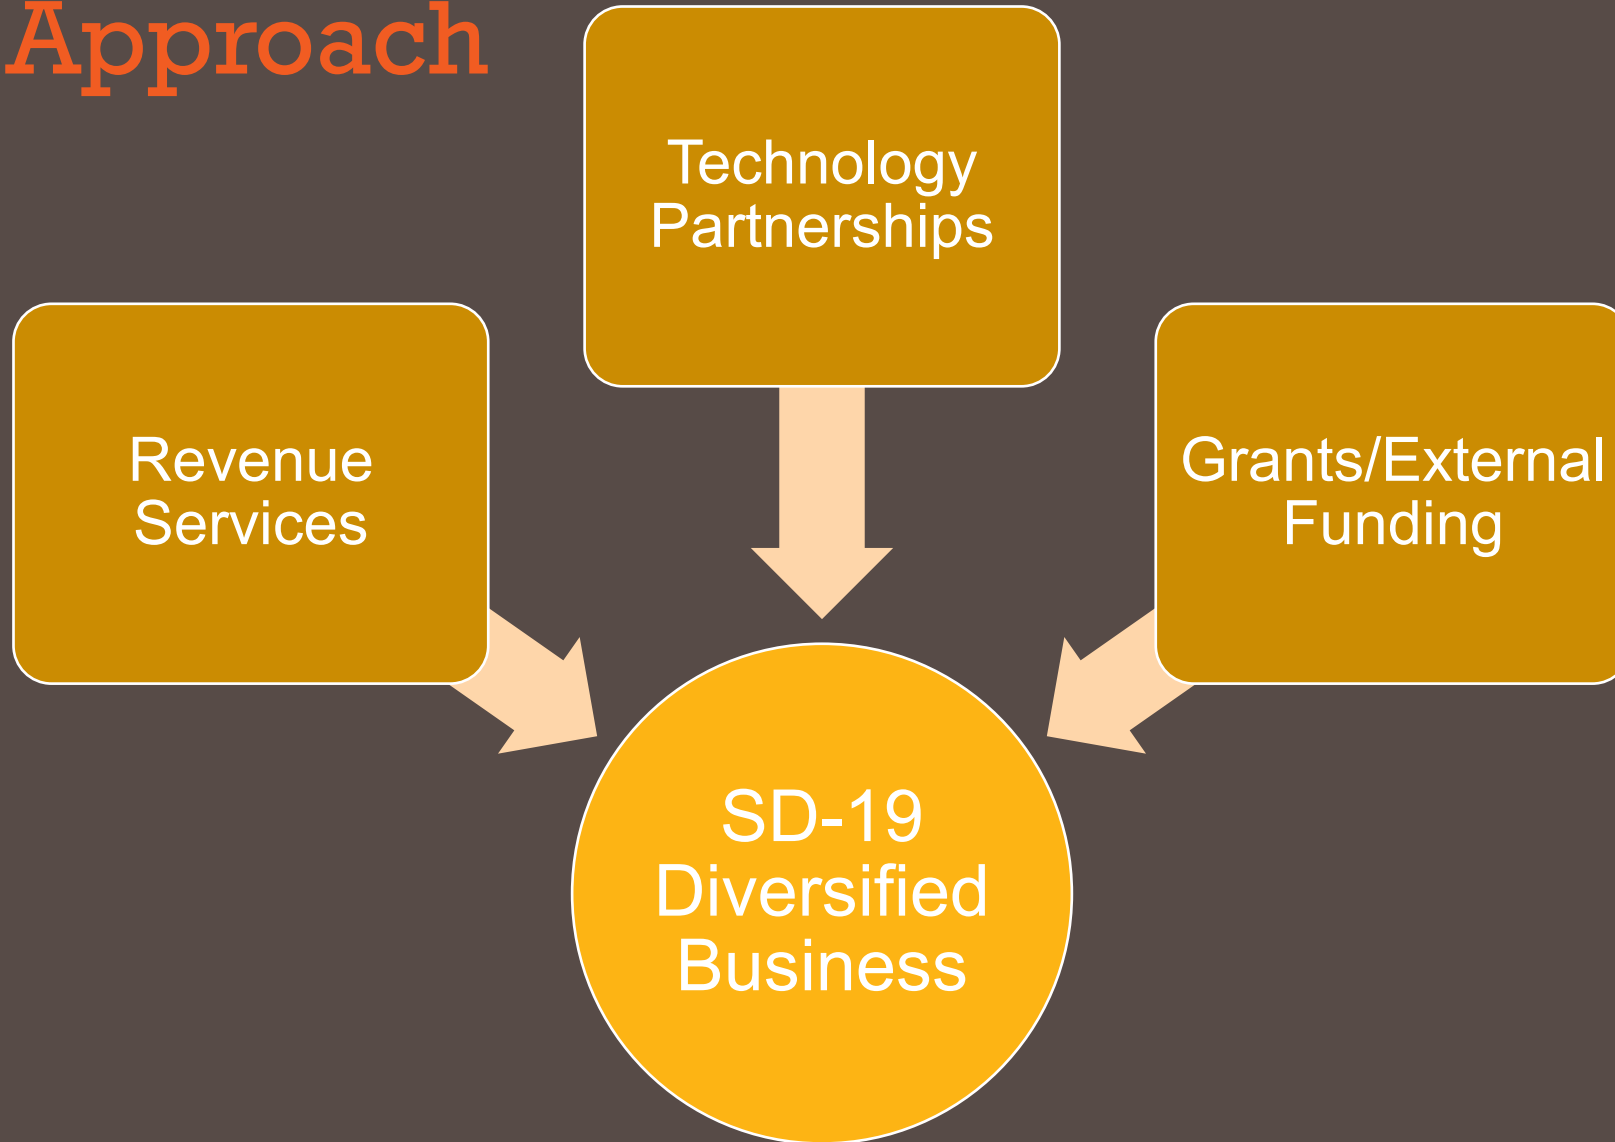 Approach
Technology
Partnerships
Revenue
Services
Grants/External
Funding
SD-19
Diversified
Business